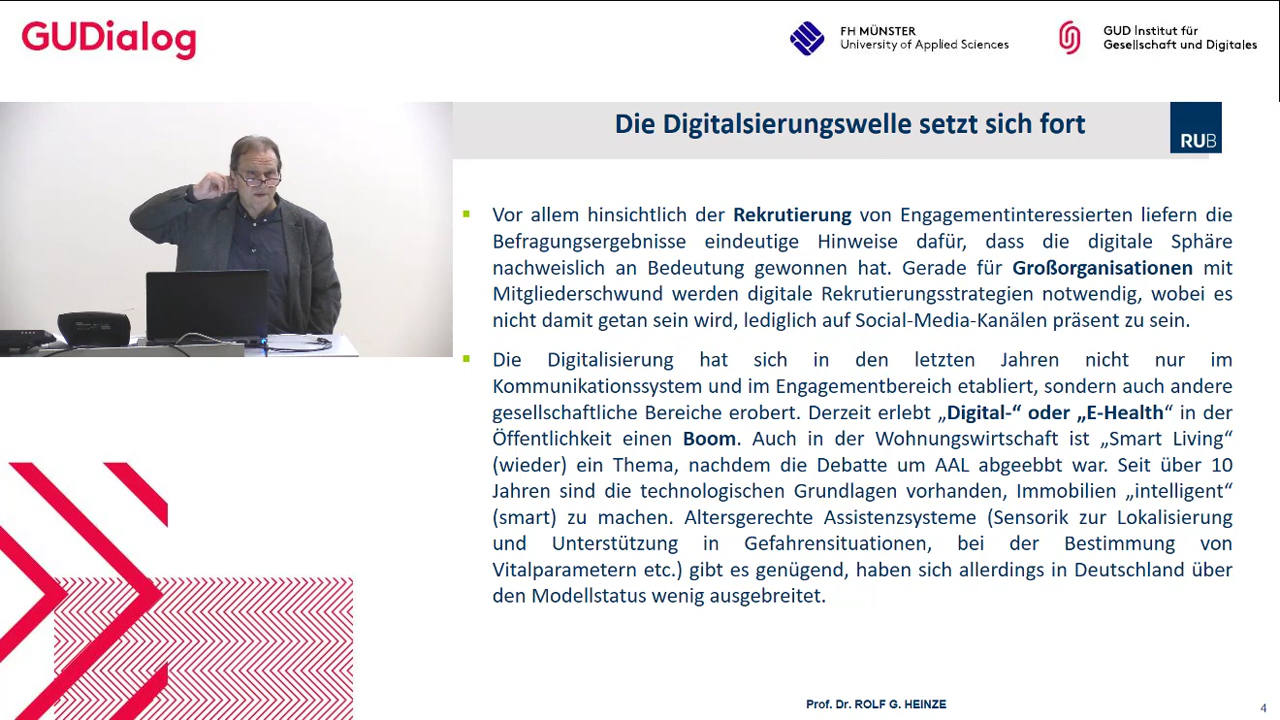 GUDialog
FH MÜNSTER
University of Applied Sciences
GUD Institut für
Gesellschaft und Digitales
Die Digitalsierungswelle setzt sich fort
RUB
Vor allem hinsichtlich der Rekrutierung von Engagementinteressierten liefern die
Befragungsergebnisse eindeutige Hinweise dafür, dass die digitale Sphäre
nachweislich an Bedeutung gewonnen hat. Gerade für Großorganisationen mit
Mitgliederschwund werden digitale Rekrutierungsstrategien notwendig, wobei es
nicht damit getan sein wird, lediglich auf Social-Media-Kanälen präsent zu sein.
Die Digitalisierung hat sich in den letzten Jahren nicht nur im
Kommunikationssystem und im Engagementbereich etabliert, sondern auch andere
gesellschaftliche Bereiche erobert. Derzeit erlebt „Digital-“ oder „E-Health“ in der
Öffentlichkeit einen Boom. Auch in der Wohnungswirtschaft ist „Smart Living“
(wieder) ein Thema, nachdem die Debatte um AAL abgeebbt war. Seit über 10
Jahren sind die technologischen Grundlagen vorhanden, Immobilien „intelligent“
(smart) zu machen. Altersgerechte Assistenzsysteme (Sensorik zur Lokalisierung
und Unterstützung in Gefahrensituationen, bei der Bestimmung von
Vitalparametern etc.) gibt es genügend, haben sich allerdings in Deutschland über
den Modellstatus wenig ausgebreitet.
Prof. Dr. ROLF G. HEINZE
4